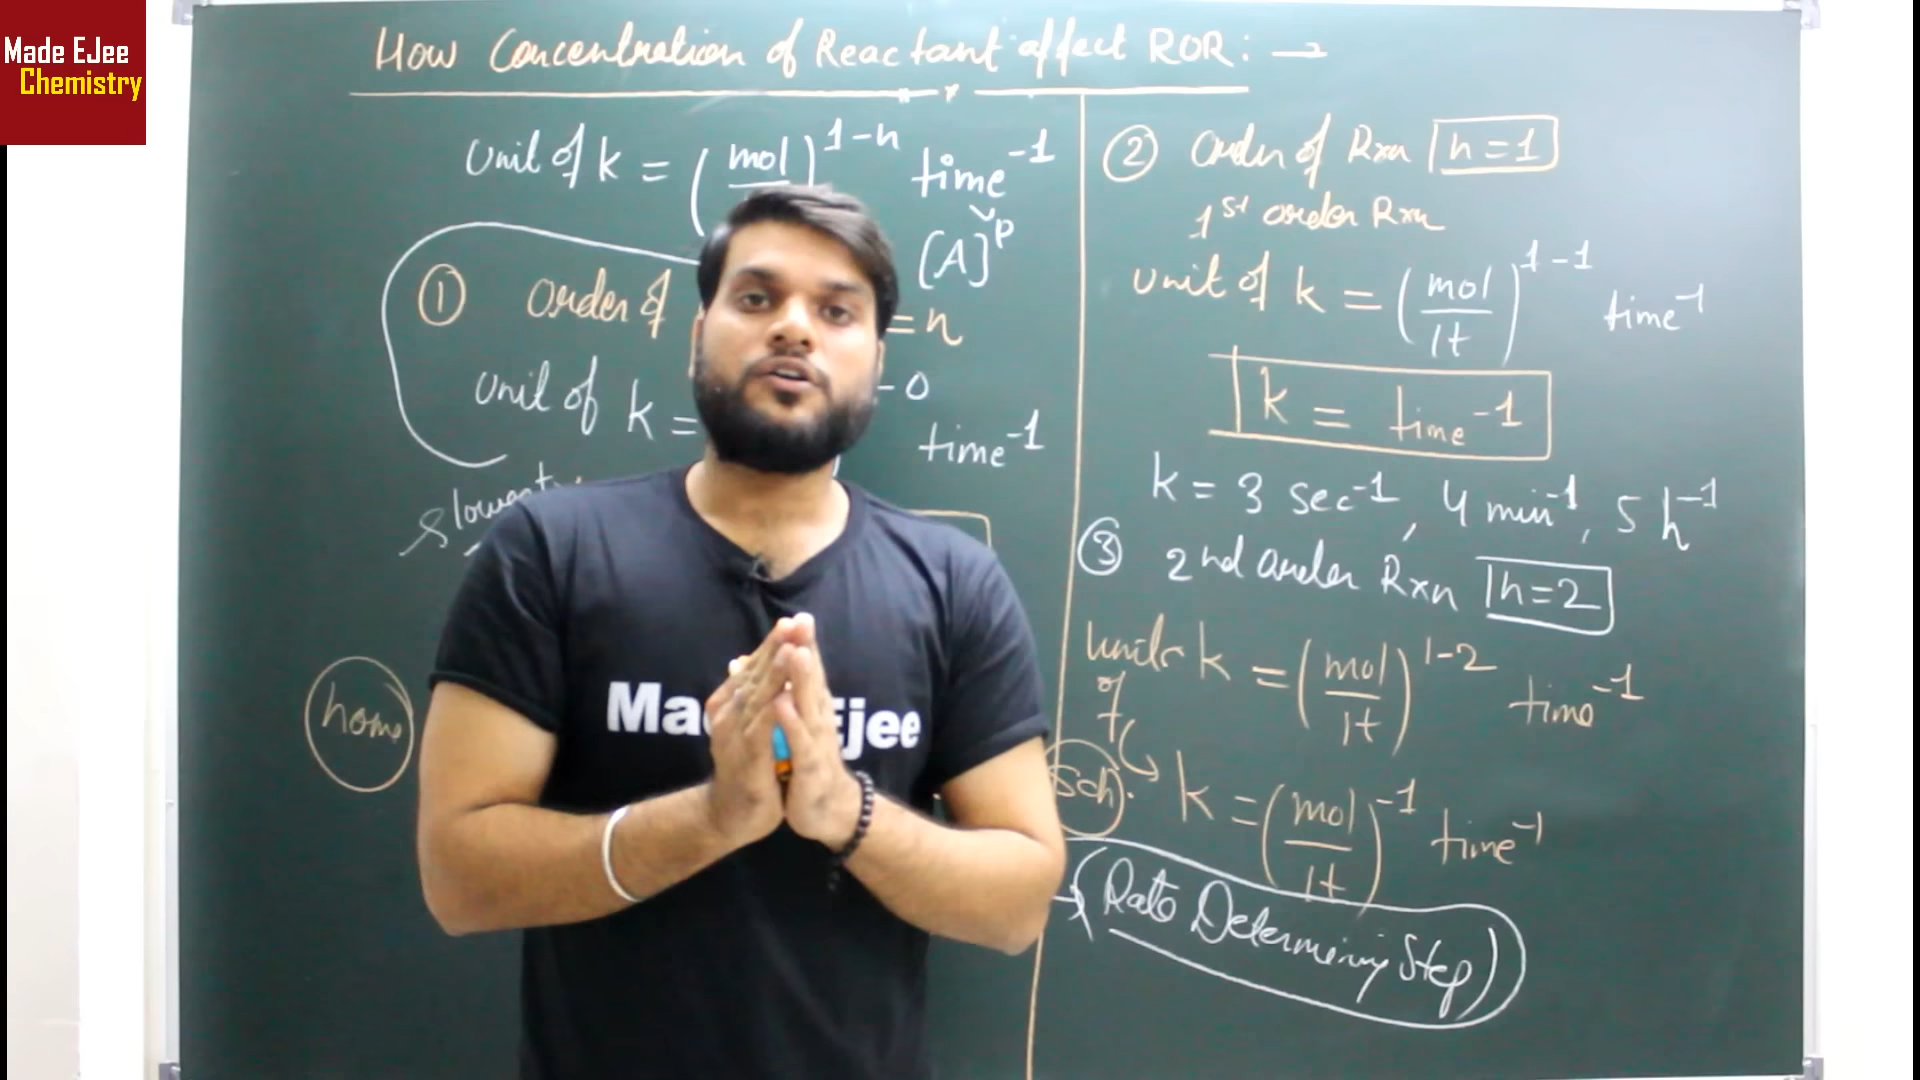 Made EJee
Chemistry
How Concentration of Reactant affect ROR: →
Unit of k = (mol/ )^1-n time^-1
[A]^p
① Order of = n
Unit of k = - 0 time^-1
slowest
home
② Order of Rxn n = 1
1st order Rxn
Unit of k = (mol/lt)^1-1 time^-1
k = time^-1
k = 3 sec^-1, 4 min^-1, 5 h^-1
③ 2nd order Rxn n=2
units of k = (mol/lt)^1-2 time^-1
Sch. k = (mol/lt)^-1 time^-1
(Rate Determining Step)
Ma Ejee